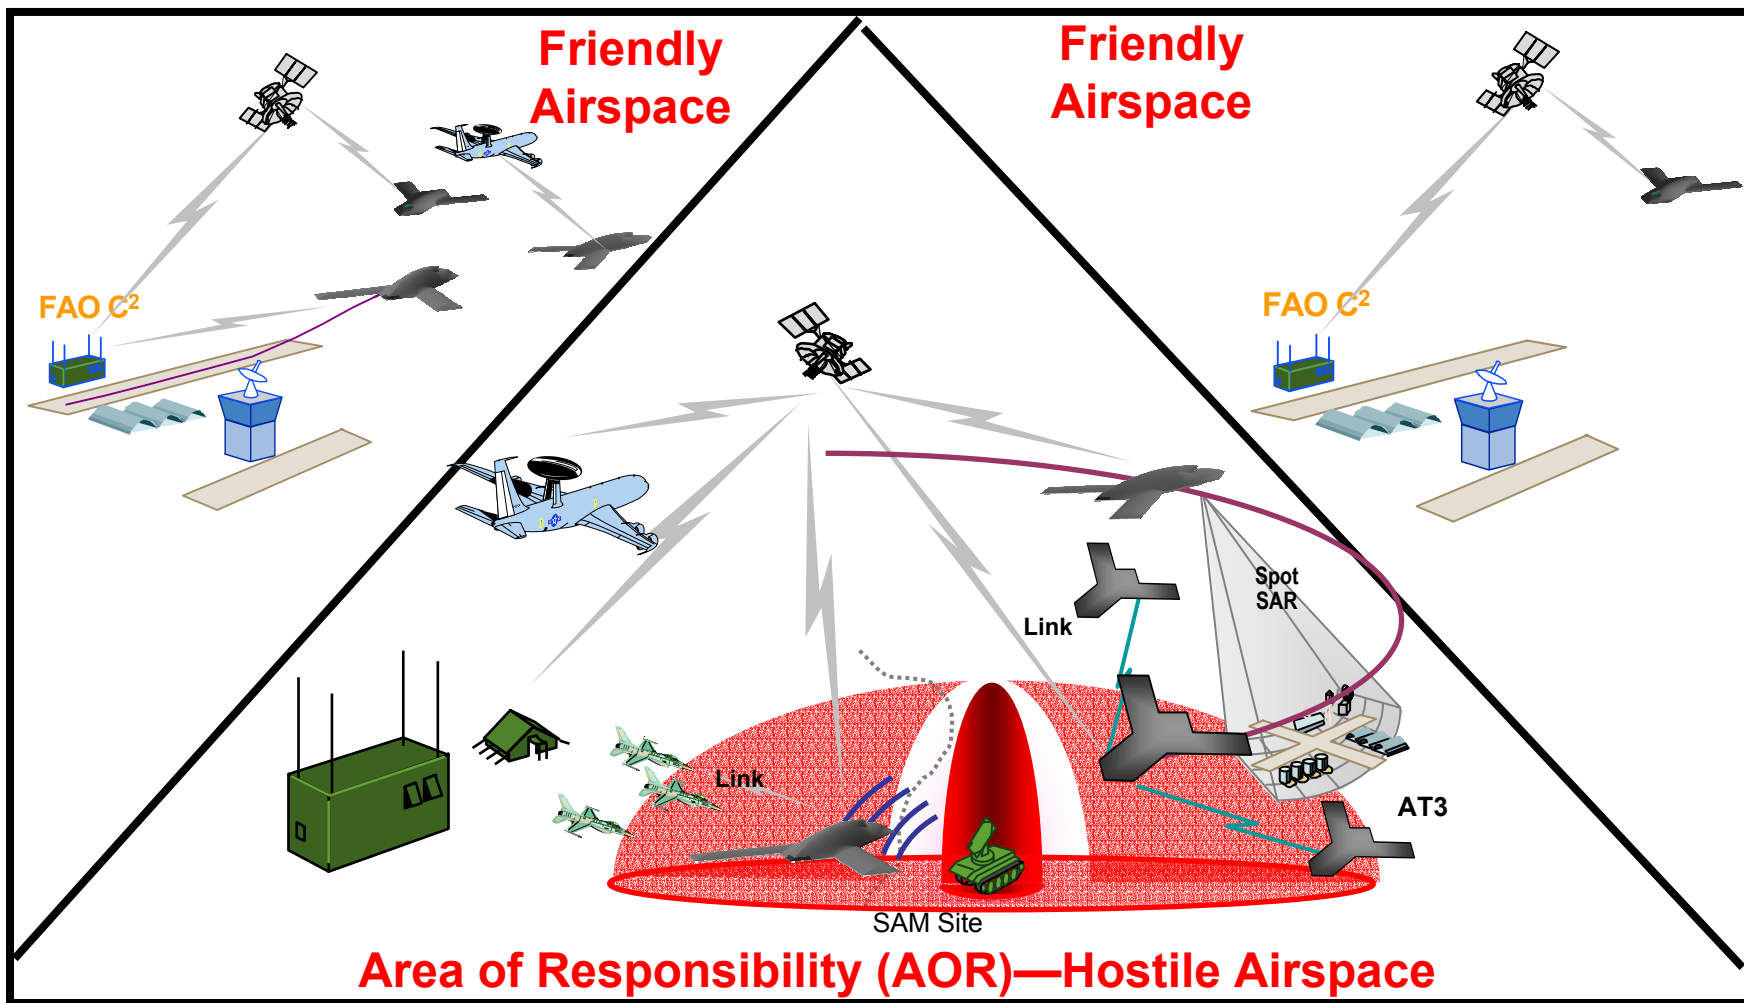 Friendly
Airspace
Friendly
Airspace
FAO C²
FAO C²
Spot
SAR
Link
Link
AT3
SAM Site
Area of Responsibility (AOR)—Hostile Airspace